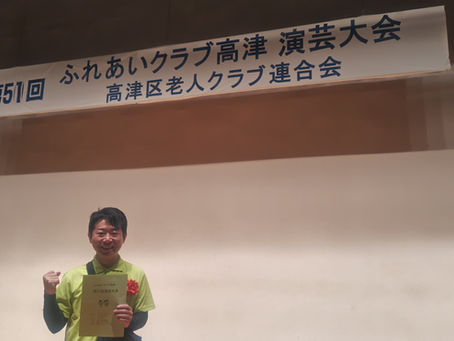 第51回 ふれあいクラブ高津 演芸大会
高津区老人クラブ連合会